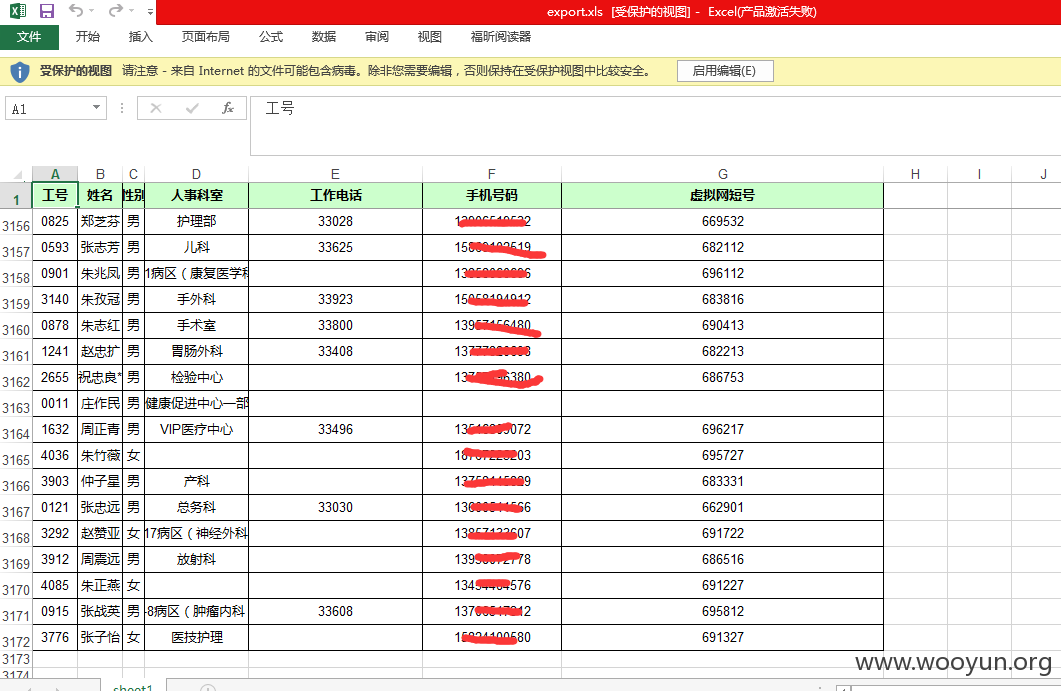 export.xls [受保护的视图] - Excel(产品激活失败)
文件 开始 插入 页面布局 公式 数据 审阅 视图 福昕阅读器
受保护的视图 请注意 - 来自 Internet 的文件可能包含病毒。除非您需要编辑，否则保持在受保护视图中比较安全。 启用编辑(E)
A1 fx 工号
A B C D E F G H I J
1 工号 姓名 性别 人事科室 工作电话 手机号码 虚拟网短号
3156 0825 郑芝芬 男 护理部 33028 669532
3157 0593 张志芳 男 儿科 33625 682112
3158 0901 朱兆凤 男 1病区（康复医学科 696112
3159 3140 朱孜冠 男 手外科 33923 683816
3160 0878 朱志红 男 手术室 33800 690413
3161 1241 赵忠扩 男 胃肠外科 33408 682213
3162 2655 祝忠良* 男 检验中心 686753
3163 0011 庄作民 男 健康促进中心一部
3164 1632 周正青 男 VIP医疗中心 33496 696217
3165 4036 朱竹薇 女 695727
3166 3903 仲子星 男 产科 683331
3167 0121 张忠远 男 总务科 33030 662901
3168 3292 赵赞亚 女 17病区（神经外科 691722
3169 3912 周震远 男 放射科 686516
3170 4085 朱正燕 女 691227
3171 0915 张战英 男 -8病区（肿瘤内科 33608 695812
3172 3776 张子怡 女 医技护理 691327
3173
3174
www.wooyun.org
sheet1